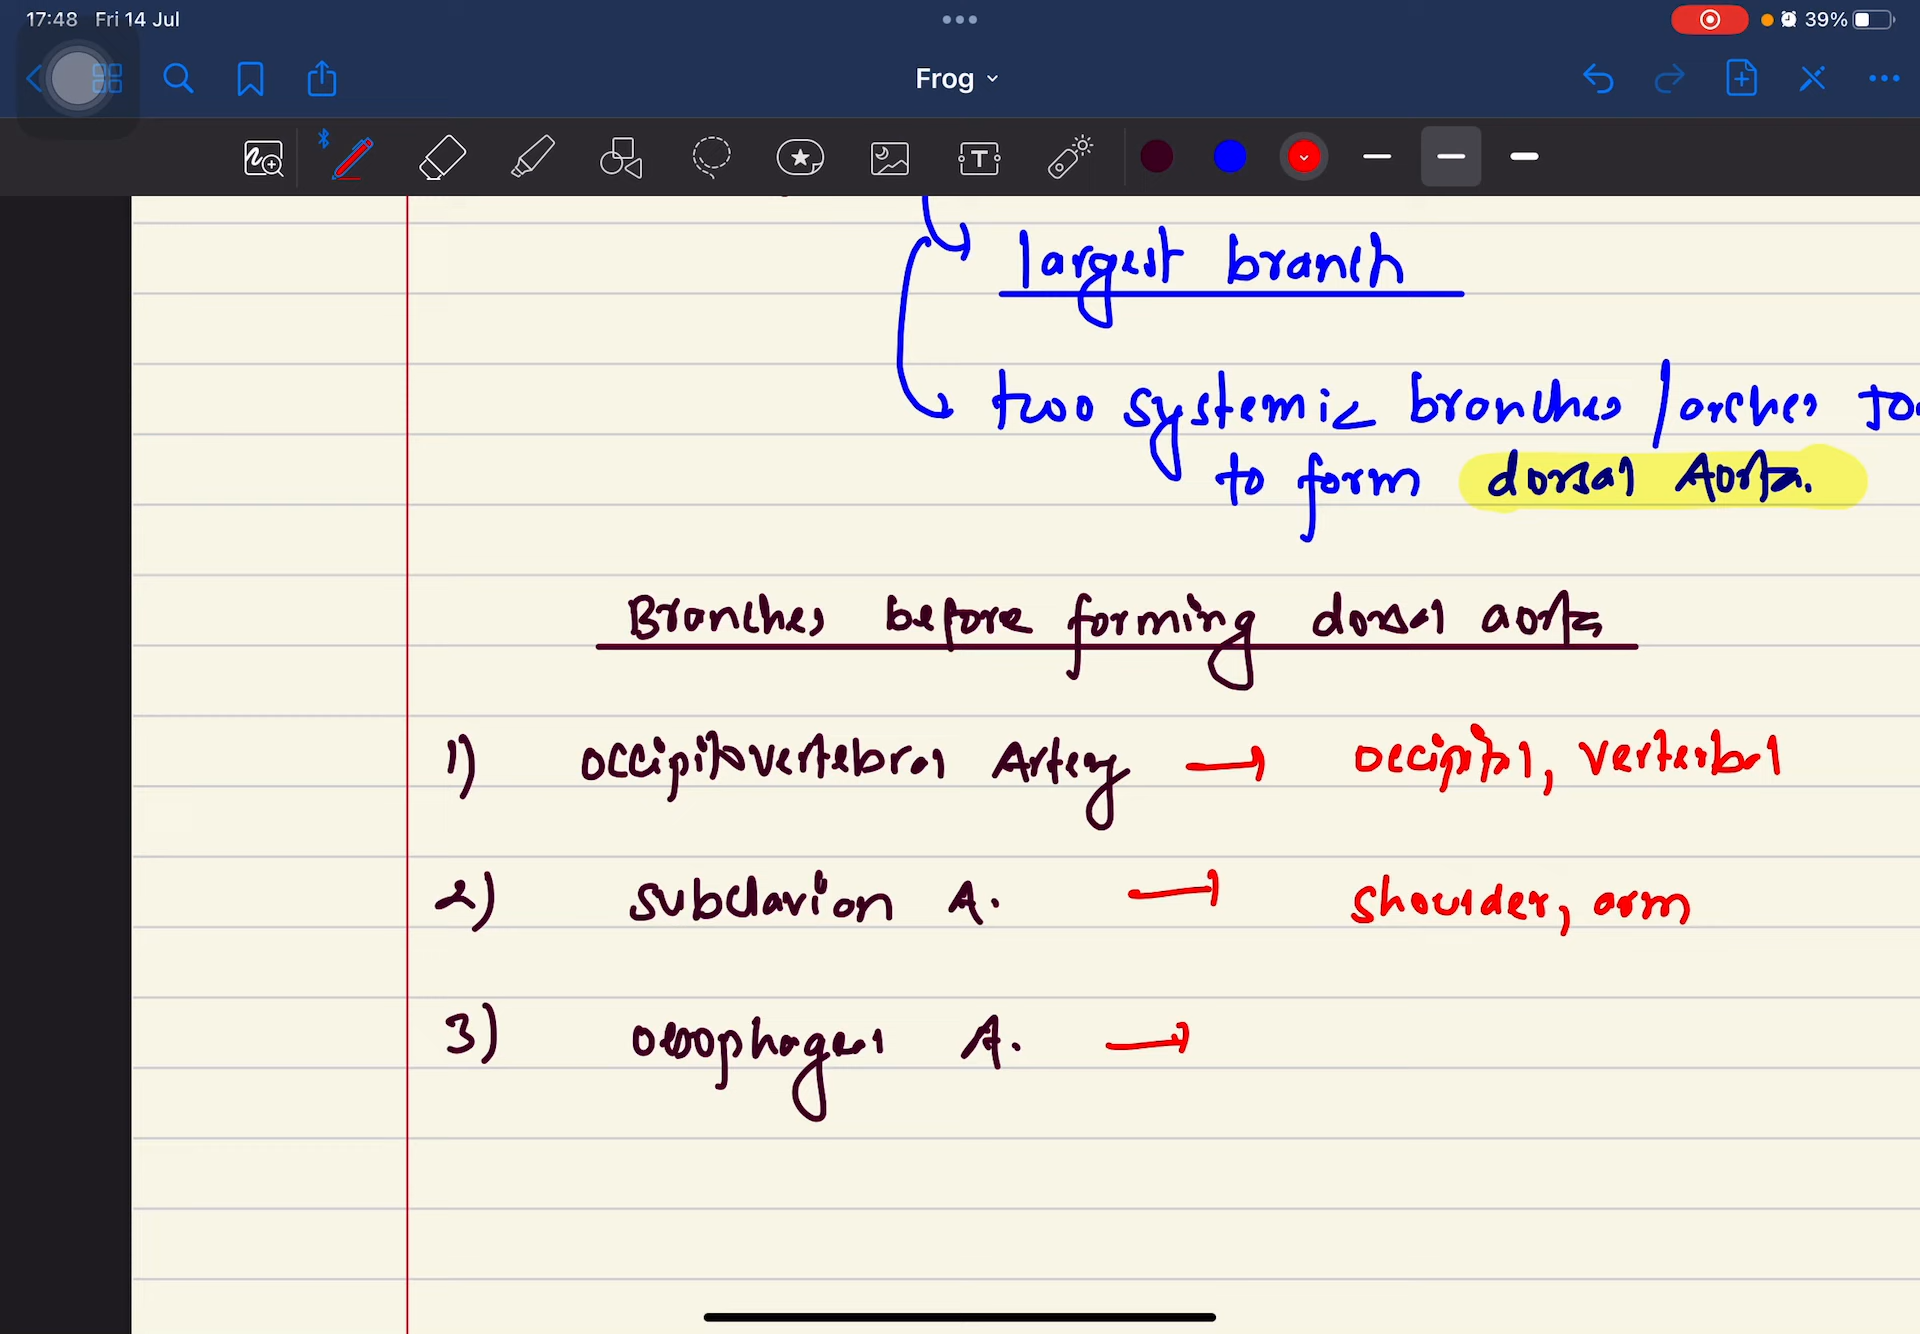 17:48 Fri 14 Jul
39%
Frog
T
largest branch
two systemic branches / arches
to form dorsal Aorta.
Branches before forming dorsal aorta
1) occipitovertebral Artery → occipital, vertebral
2) subclavian A. → shoulder, arm
3) oesophageal A. →